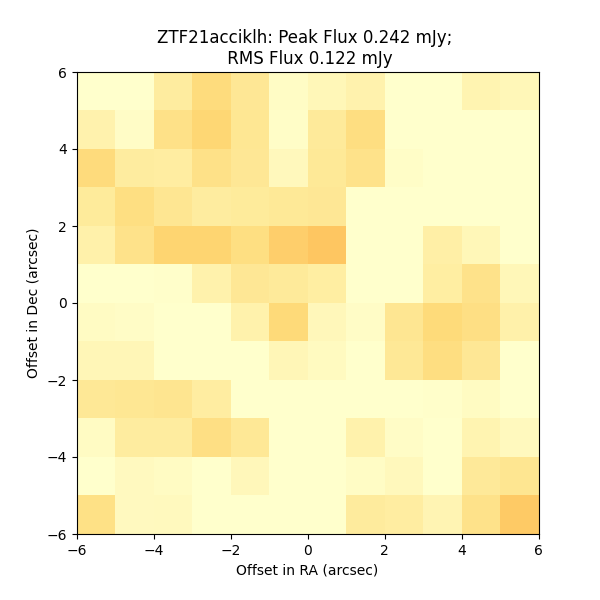 ZTF21acciklh: Peak Flux 0.242 mJy;
RMS Flux 0.122 mJy
6
4
2
0
−2
−4
−6
Offset in Dec (arcsec)
−6 −4 −2 0 2 4 6
Offset in RA (arcsec)